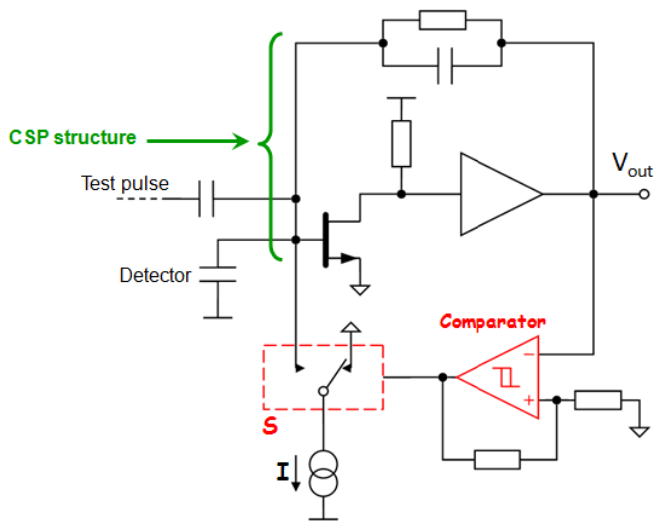 CSP structure
Vout
Test pulse
Detector
Comparator
−
+
S
I